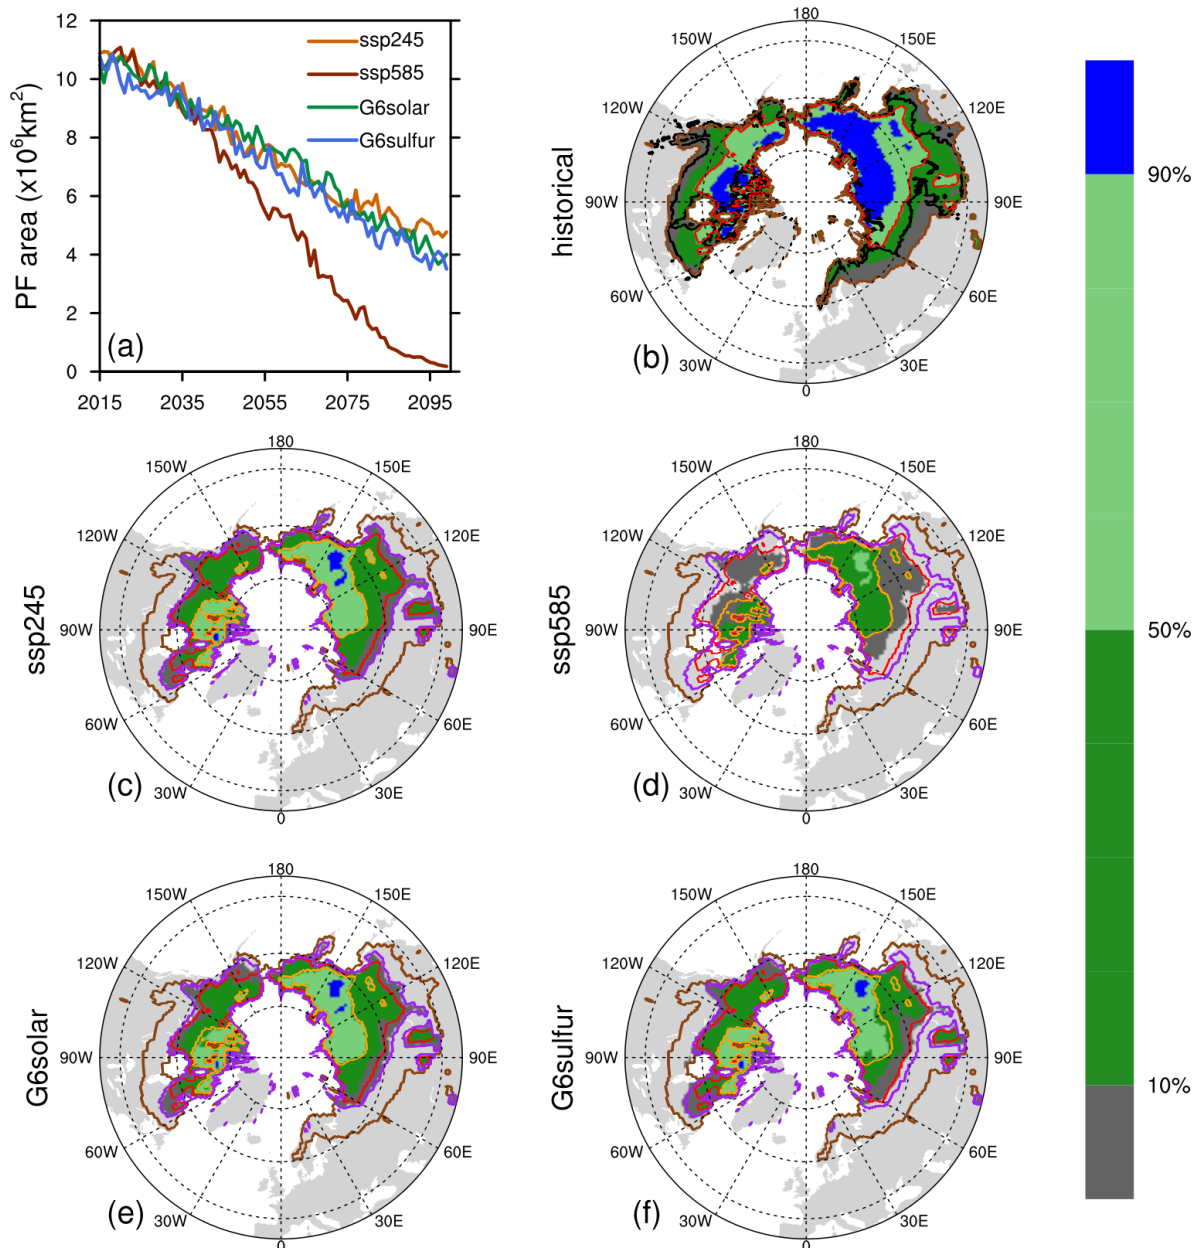 12
10
8
6
4
2
0
PF area (x10⁶km²)
2015 2035 2055 2075 2095
ssp245
ssp585
G6solar
G6sulfur
(a)
historical
180
150W 150E
120W 120E
90W 90E
60W 60E
30W 30E
0
(b)
90%
50%
10%
ssp245
180
150W 150E
120W 120E
90W 90E
60W 60E
30W 30E
0
(c)
ssp585
180
150W 150E
120W 120E
90W 90E
60W 60E
30W 30E
0
(d)
G6solar
180
150W 150E
120W 120E
90W 90E
60W 60E
30W 30E
0
(e)
G6sulfur
180
150W 150E
120W 120E
90W 90E
60W 60E
30W 30E
0
(f)